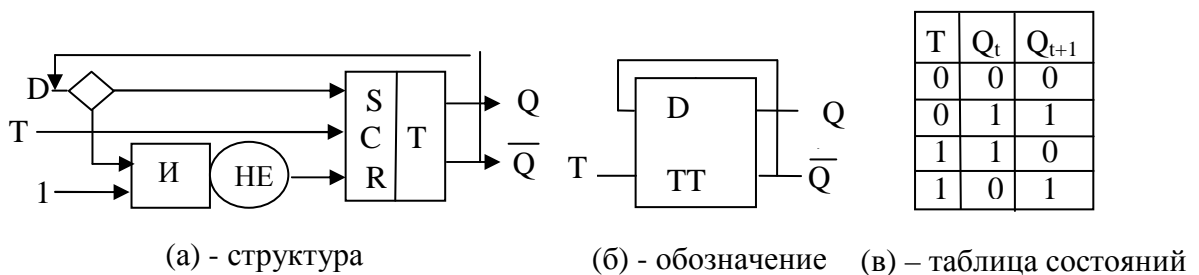 D
T
1
И
НЕ
S
C
R
T
Q
Q̅
(а) - структура
D
TT
T
Q
Q̅
(б) - обозначение
T Qt Qt+1
0 0 0
0 1 1
1 1 0
1 0 1
(в) – таблица состояний